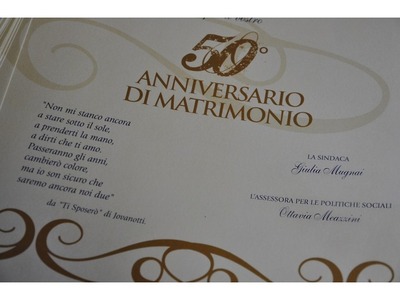 vostro
50°
ANNIVERSARIO
DI MATRIMONIO
"Non mi stanco ancora
a stare sotto il sole,
a prenderti la mano,
a dirti che ti amo.
Passeranno gli anni,
cambierò colore,
ma io son sicuro che
saremo ancora noi due"
da "Ti Sposerò" di Jovanotti.
LA SINDACA
Giulia Mugnai
L'ASSESSORA PER LE POLITICHE SOCIALI
Ottavia Meazzini